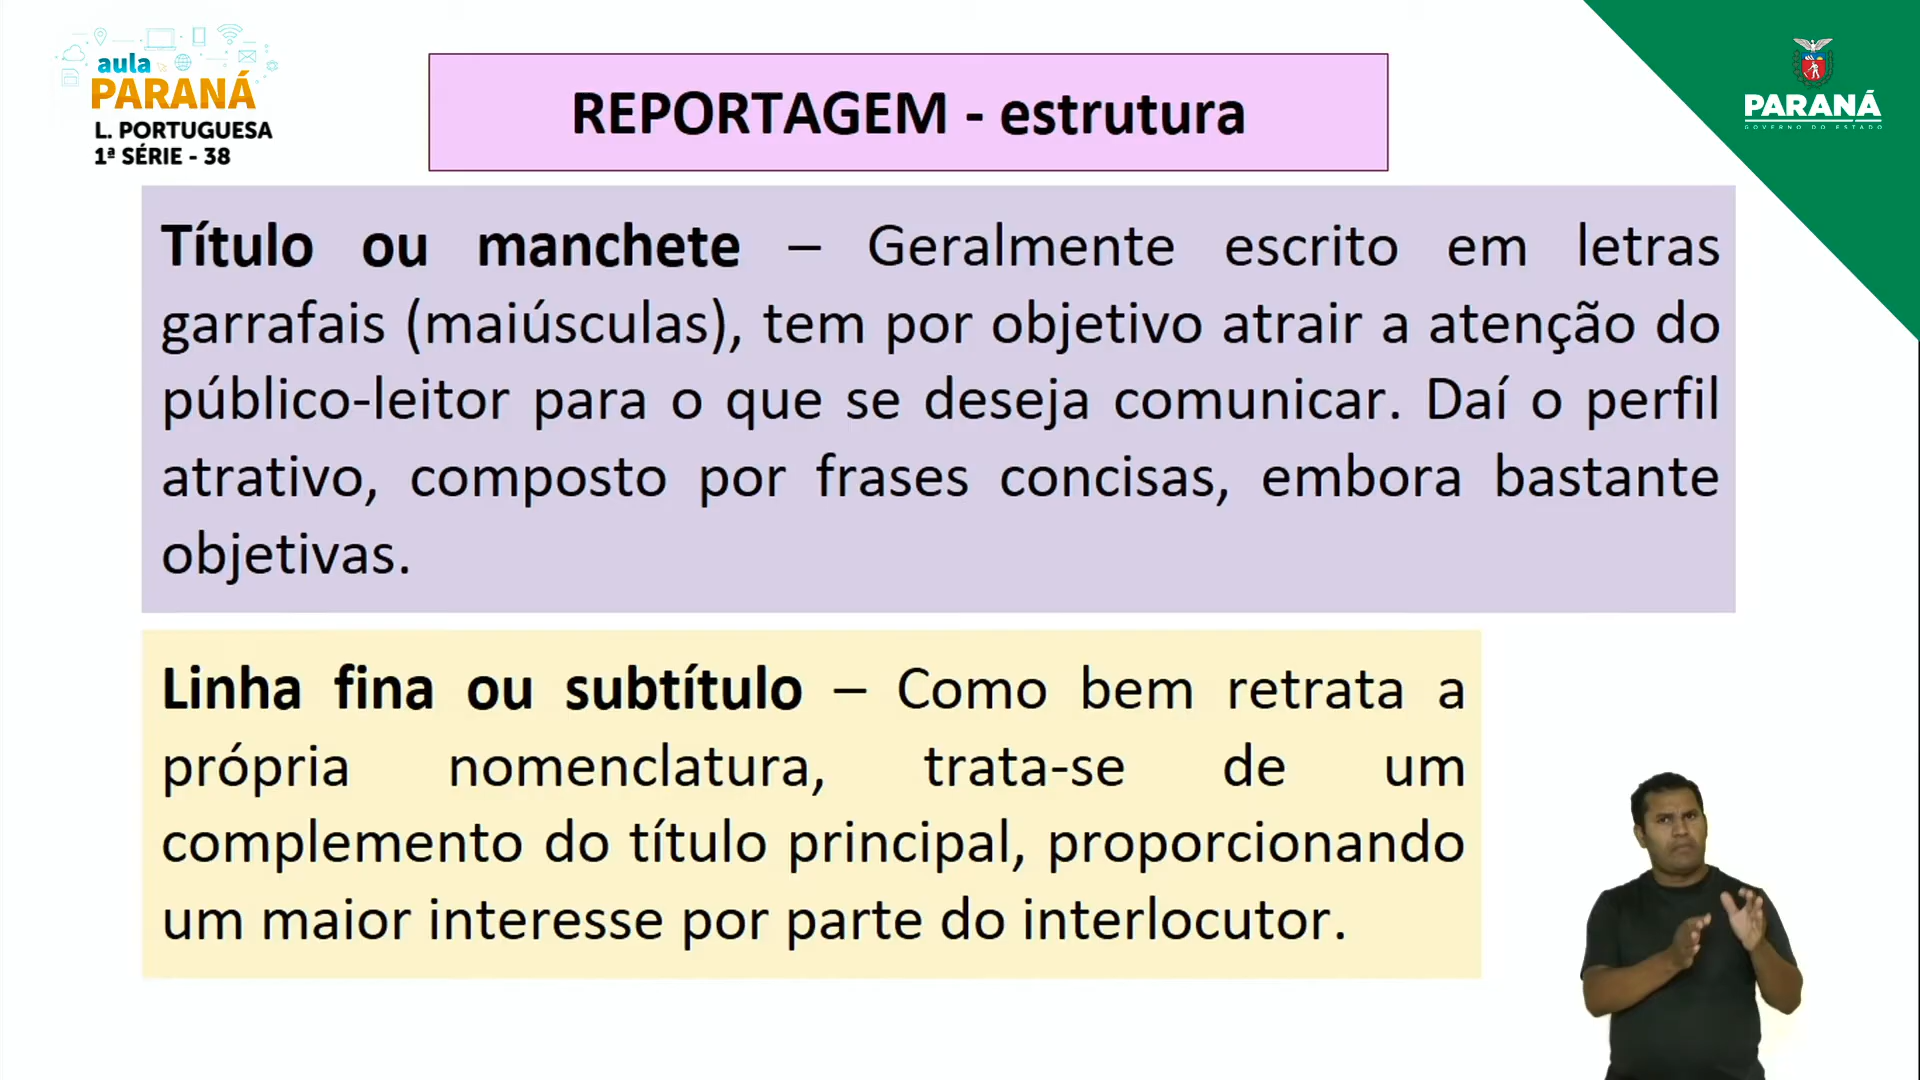 aula
PARANÁ
L. PORTUGUESA
1ª SÉRIE - 38
REPORTAGEM - estrutura
PARANÁ
GOVERNO DO ESTADO
Título ou manchete – Geralmente escrito em letras
garrafais (maiúsculas), tem por objetivo atrair a atenção do
público-leitor para o que se deseja comunicar. Daí o perfil
atrativo, composto por frases concisas, embora bastante
objetivas.
Linha fina ou subtítulo – Como bem retrata a
própria nomenclatura, trata-se de um
complemento do título principal, proporcionando
um maior interesse por parte do interlocutor.